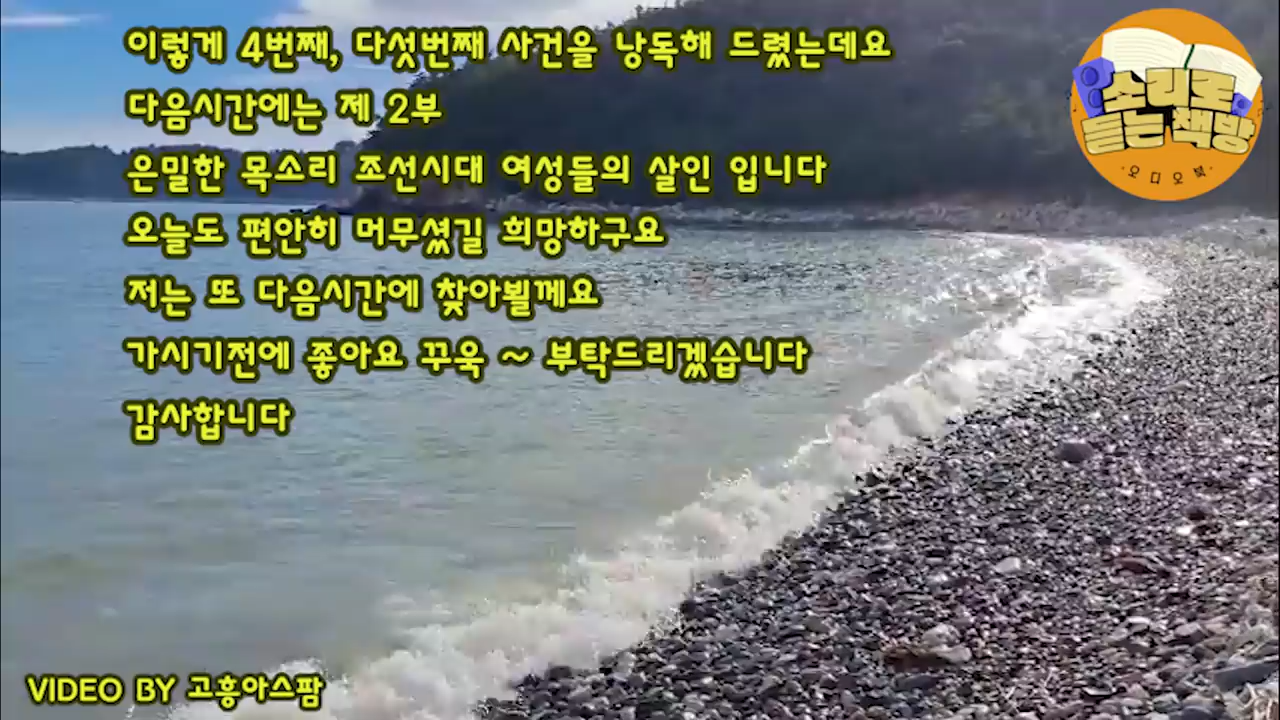 이렇게 4번째, 다섯번째 사건을 낭독해 드렸는데요
다음시간에는 제 2부
은밀한 목소리 조선시대 여성들의 살인 입니다
오늘도 편안히 머무셨길 희망하구요
저는 또 다음시간에 찾아뵐께요
가시기전에 좋아요 꾸욱 ~ 부탁드리겠습니다
감사합니다
소리로
듣는 책방
·오디오북·
VIDEO BY 고흥아스팜